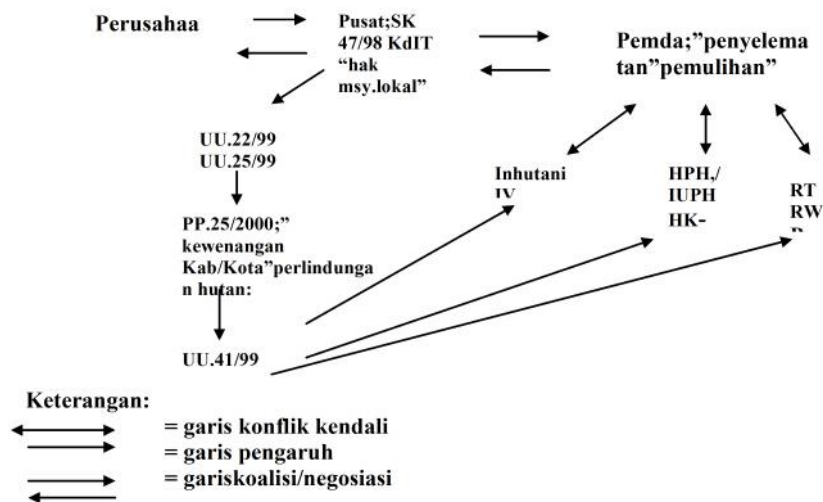 Perusahaa
Pusat;SK
47/98 KdIT
“hak
msy.lokal”
Pemda;”penyelema
tan”pemulihan”
UU.22/99
UU.25/99
Inhutani
IV
HPH,/
IUPH
HK-
RT
RW
PP.25/2000;”
kewenangan
Kab/Kota”perlindunga
n hutan:
UU.41/99
Keterangan:
= garis konflik kendali
= garis pengaruh
= gariskoalisi/negosiasi